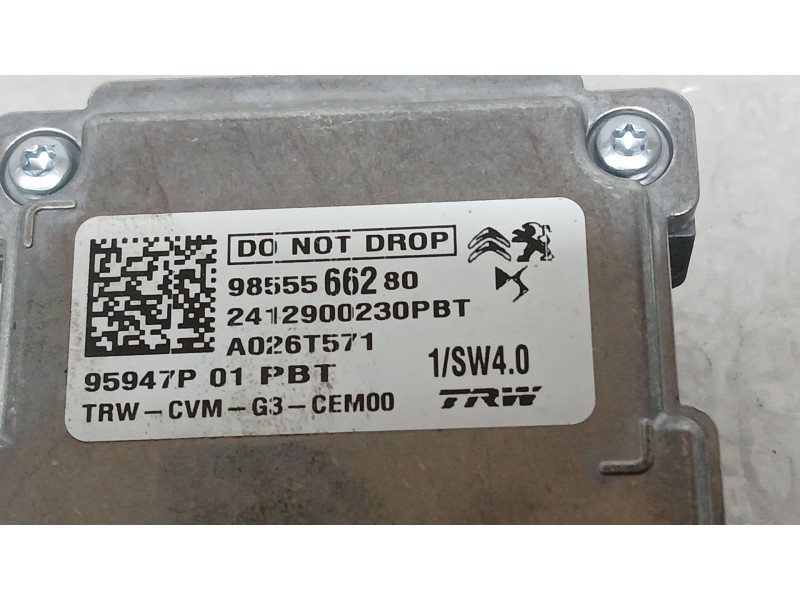 DO NOT DROP
98555 662 80
2412900230PBT
A026T571
95947P 01 PBT
1/SW4.0
TRW-CVM-G3-CEM00
TRW